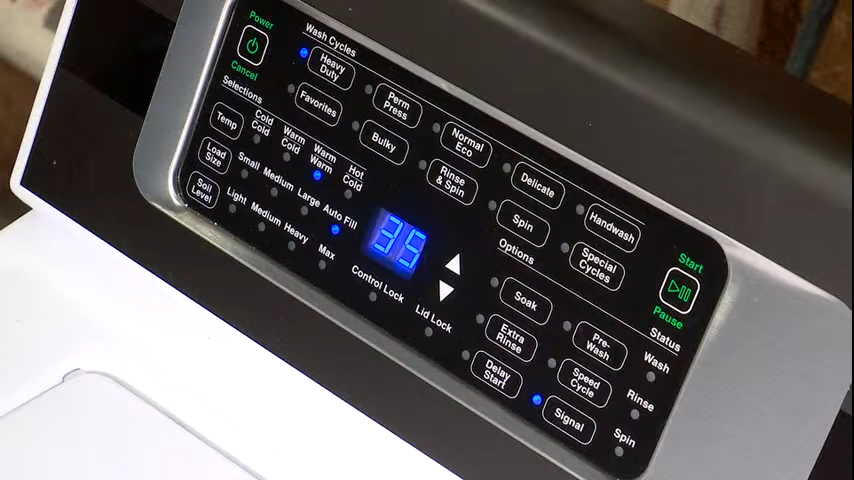 Power
Cancel
Wash Cycles
Heavy
Duty
Perm
Press
Normal
Eco
Delicate
Handwash
Favorites
Bulky
Rinse
& Spin
Spin
Special
Cycles
Selections
Temp
Cold
Cold
Warm
Cold
Warm
Warm
Hot
Cold
Load
Size
Small
Medium
Large
Auto Fill
Soil
Level
Light
Medium
Heavy
Max
38
Control Lock
Lid Lock
Options
Soak
Pre-
Wash
Extra
Rinse
Speed
Cycle
Delay
Start
Signal
Start
Pause
Status
Wash
Rinse
Spin